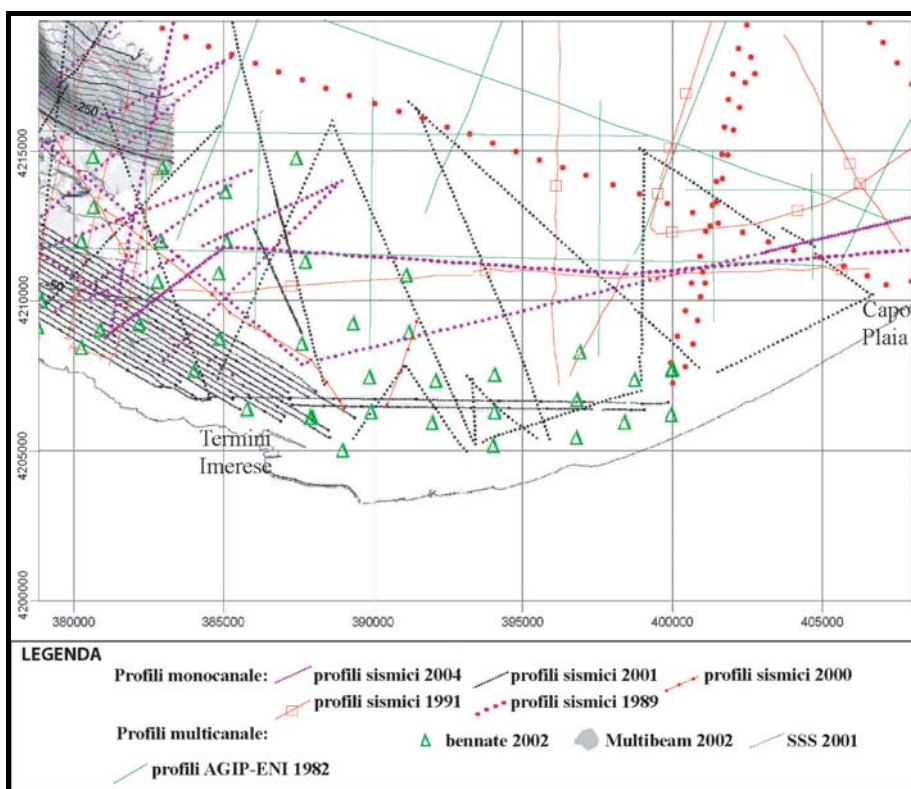 4215000
4210000
4205000
4200000
-250
-50
Capo
Plaia
Termini
Imerese
380000 385000 390000 395000 400000 405000
LEGENDA
Profili monocanale: profili sismici 2004 profili sismici 2001 profili sismici 2000
profili sismici 1991 profili sismici 1989
Profili multicanale: bennate 2002 Multibeam 2002 SSS 2001
profili AGIP-ENI 1982